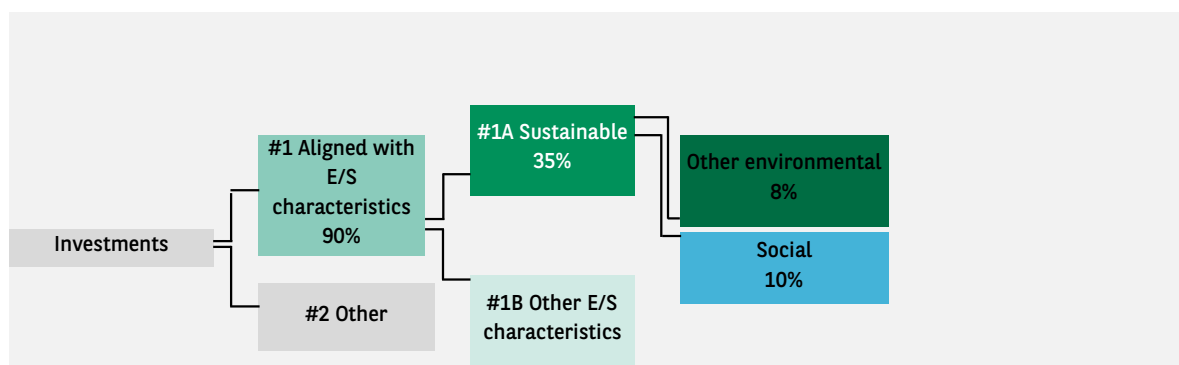 Investments
#1 Aligned with
E/S
characteristics
90%
#2 Other
#1A Sustainable
35%
#1B Other E/S
characteristics
Other environmental
8%
Social
10%